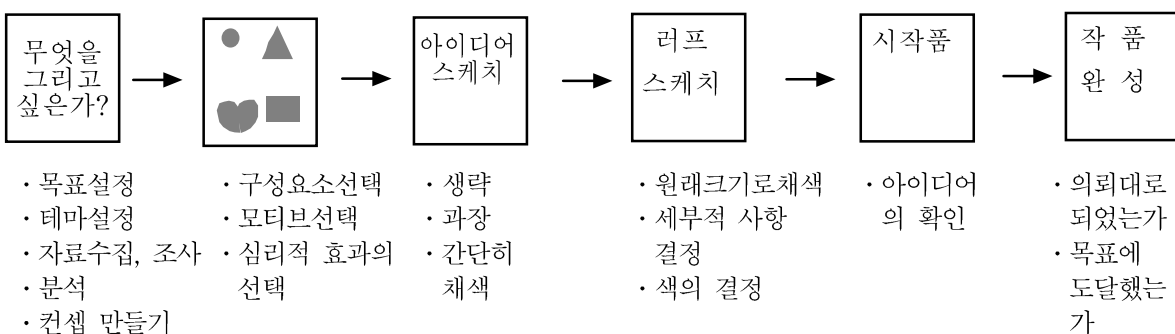 무엇을
그리고
싶은가?
아이디어
스케치
러프
스케치
시작품
작 품
완 성
· 목표설정
· 테마설정
· 자료수집, 조사
· 분석
· 컨셉 만들기
· 구성요소선택
· 모티브선택
· 심리적 효과의
선택
· 생략
· 과장
· 간단히
채색
· 원래크기로채색
· 세부적 사항
결정
· 색의 결정
· 아이디어
의 확인
· 의뢰대로
되었는가
· 목표에
도달했는
가